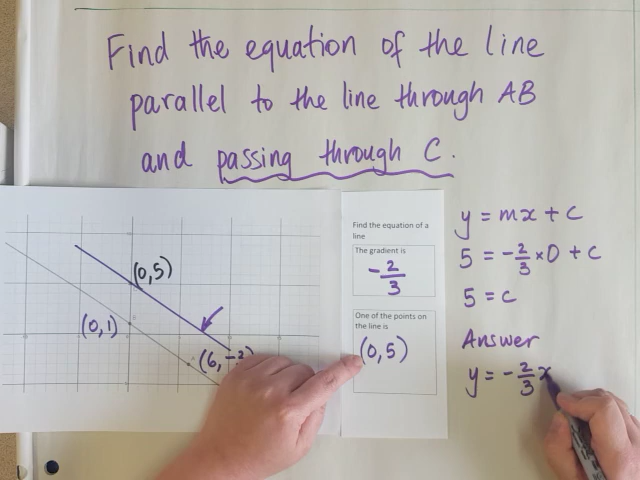 Find the equation of the line
parallel to the line through AB
and passing through C.
(0,5)
(0,1)
A
Find the equation of a
line
The gradient is
-2/3
One of the points on
the line is
(0,5)
y = mx + c
5 = -2/3 × 0 + c
5 = c
Answer
y = -2/3 x